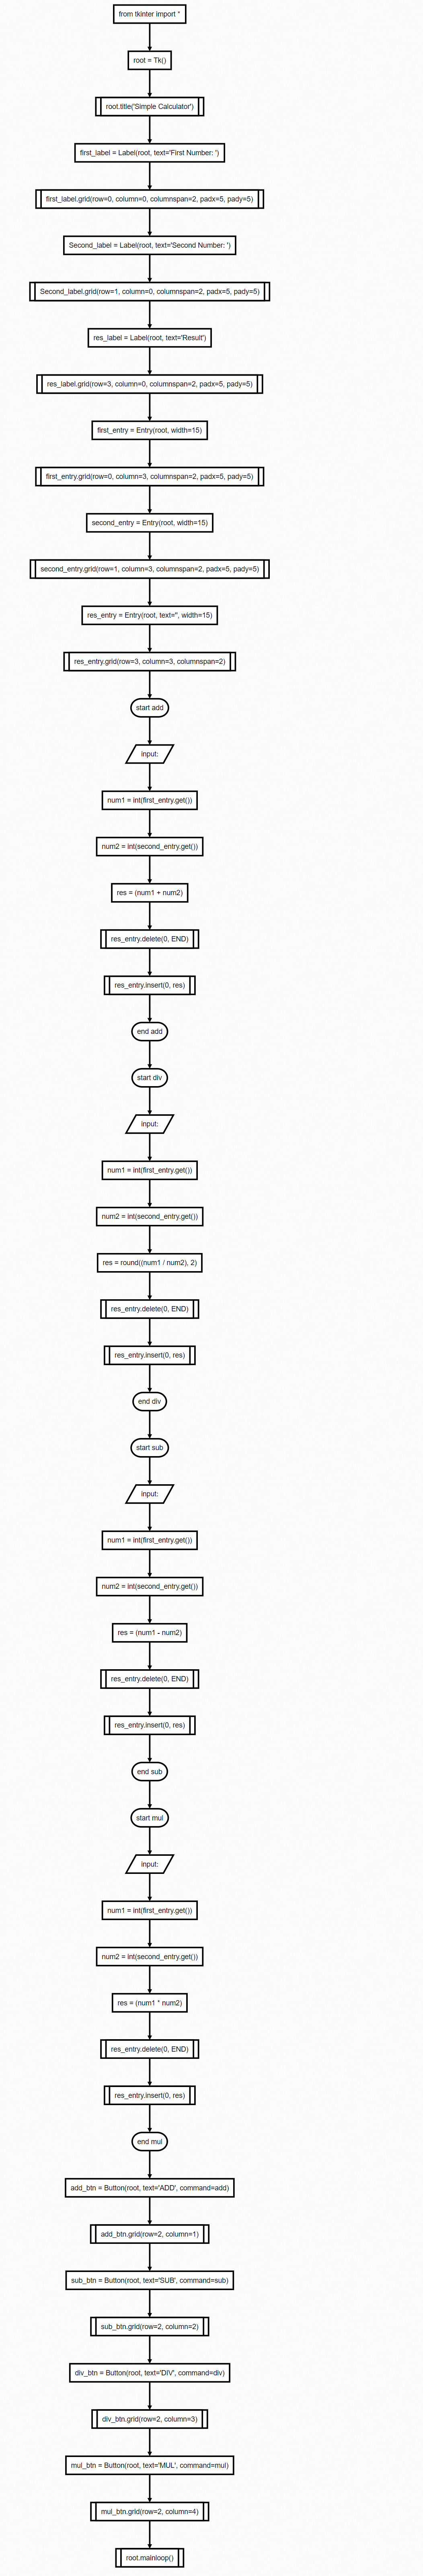 from tkinter import *
root = Tk()
root.title('Simple Calculator')
first_label = Label(root, text='First Number: ')
first_label.grid(row=0, column=0, columnspan=2, padx=5, pady=5)
Second_label = Label(root, text='Second Number: ')
Second_label.grid(row=1, column=0, columnspan=2, padx=5, pady=5)
res_label = Label(root, text='Result')
res_label.grid(row=3, column=0, columnspan=2, padx=5, pady=5)
first_entry = Entry(root, width=15)
first_entry.grid(row=0, column=3, columnspan=2, padx=5, pady=5)
second_entry = Entry(root, width=15)
second_entry.grid(row=1, column=3, columnspan=2, padx=5, pady=5)
res_entry = Entry(root, text='', width=15)
res_entry.grid(row=3, column=3, columnspan=2)
start add
input:
num1 = int(first_entry.get())
num2 = int(second_entry.get())
res = (num1 + num2)
res_entry.delete(0, END)
res_entry.insert(0, res)
end add
start div
input:
num1 = int(first_entry.get())
num2 = int(second_entry.get())
res = round((num1 / num2), 2)
res_entry.delete(0, END)
res_entry.insert(0, res)
end div
start sub
input:
num1 = int(first_entry.get())
num2 = int(second_entry.get())
res = (num1 - num2)
res_entry.delete(0, END)
res_entry.insert(0, res)
end sub
start mul
input:
num1 = int(first_entry.get())
num2 = int(second_entry.get())
res = (num1 * num2)
res_entry.delete(0, END)
res_entry.insert(0, res)
end mul
add_btn = Button(root, text='ADD', command=add)
add_btn.grid(row=2, column=1)
sub_btn = Button(root, text='SUB', command=sub)
sub_btn.grid(row=2, column=2)
div_btn = Button(root, text='DIV', command=div)
div_btn.grid(row=2, column=3)
mul_btn = Button(root, text='MUL', command=mul)
mul_btn.grid(row=2, column=4)
root.mainloop()